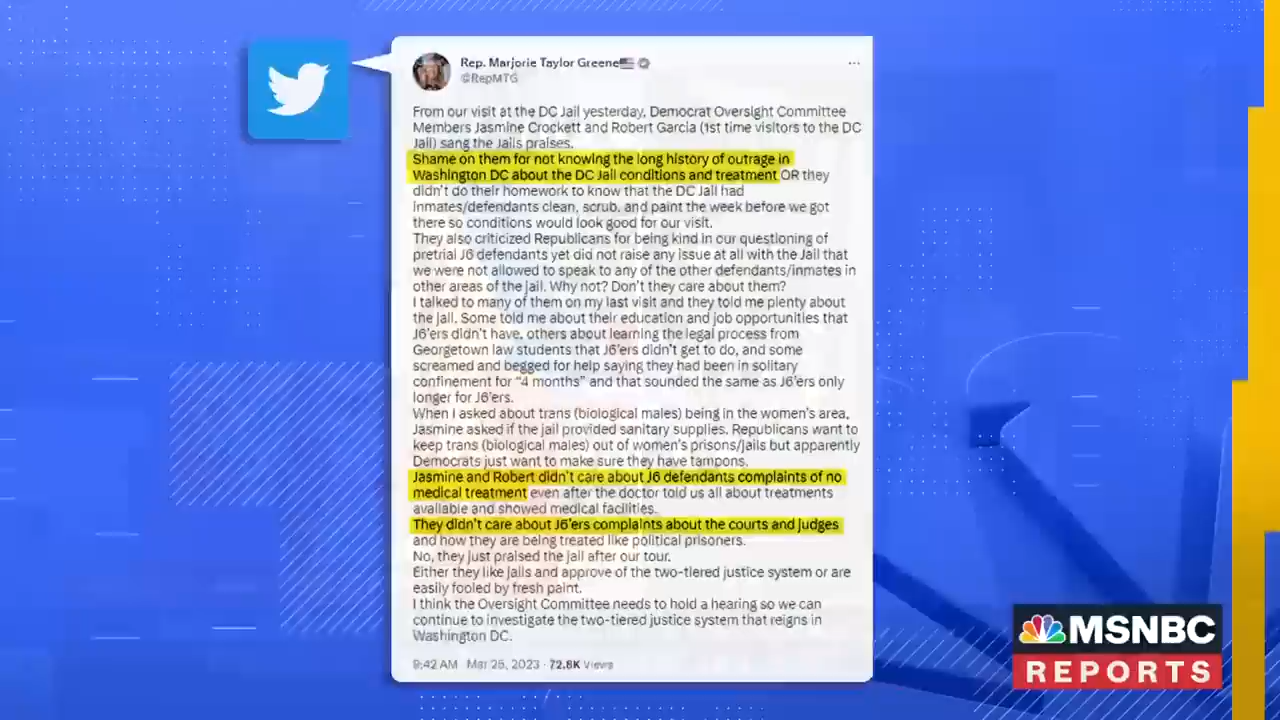 Rep. Marjorie Taylor Greene
@RepMTG
From our visit at the DC Jail yesterday, Democrat Oversight Committee
Members Jasmine Crockett and Robert Garcia (1st time visitors to the DC
Jail) sang the Jails praises.
Shame on them for not knowing the long history of outrage in
Washington DC about the DC Jail conditions and treatment OR they
didn't do their homework to know that the DC Jail had
inmates/defendants clean, scrub, and paint the week before we got
there so conditions would look good for our visit.
They also criticized Republicans for being kind in our questioning of
pretrial J6 defendants yet did not raise any issue at all with the Jail that
we were not allowed to speak to any of the other defendants/inmates in
other areas of the jail. Why not? Don't they care about them?
I talked to many of them on my last visit and they told me plenty about
the jail. Some told me about their education and job opportunities that
J6'ers didn't have, others about learning the legal process from
Georgetown law students that J6'ers didn't get to do, and some
screamed and begged for help saying they had been in solitary
confinement for "4 months" and that sounded the same as J6'ers only
longer for J6'ers.
When I asked about trans (biological males) being in the women's area,
Jasmine asked if the jail provided sanitary supplies. Republicans want to
keep trans (biological males) out of women's prisons/jails but apparently
Democrats just want to make sure they have tampons.
Jasmine and Robert didn't care about J6 defendants complaints of no
medical treatment even after the doctor told us all about treatments
available and showed medical facilities.
They didn't care about J6'ers complaints about the courts and judges
and how they are being treated like political prisoners.
No, they just praised the jail after our tour.
Either they like jails and approve of the two-tiered justice system or are
easily fooled by fresh paint.
I think the Oversight Committee needs to hold a hearing so we can
continue to investigate the two-tiered justice system that reigns in
Washington DC.
9:42 AM · Mar 25, 2023 · 72.8K Views
MSNBC
REPORTS